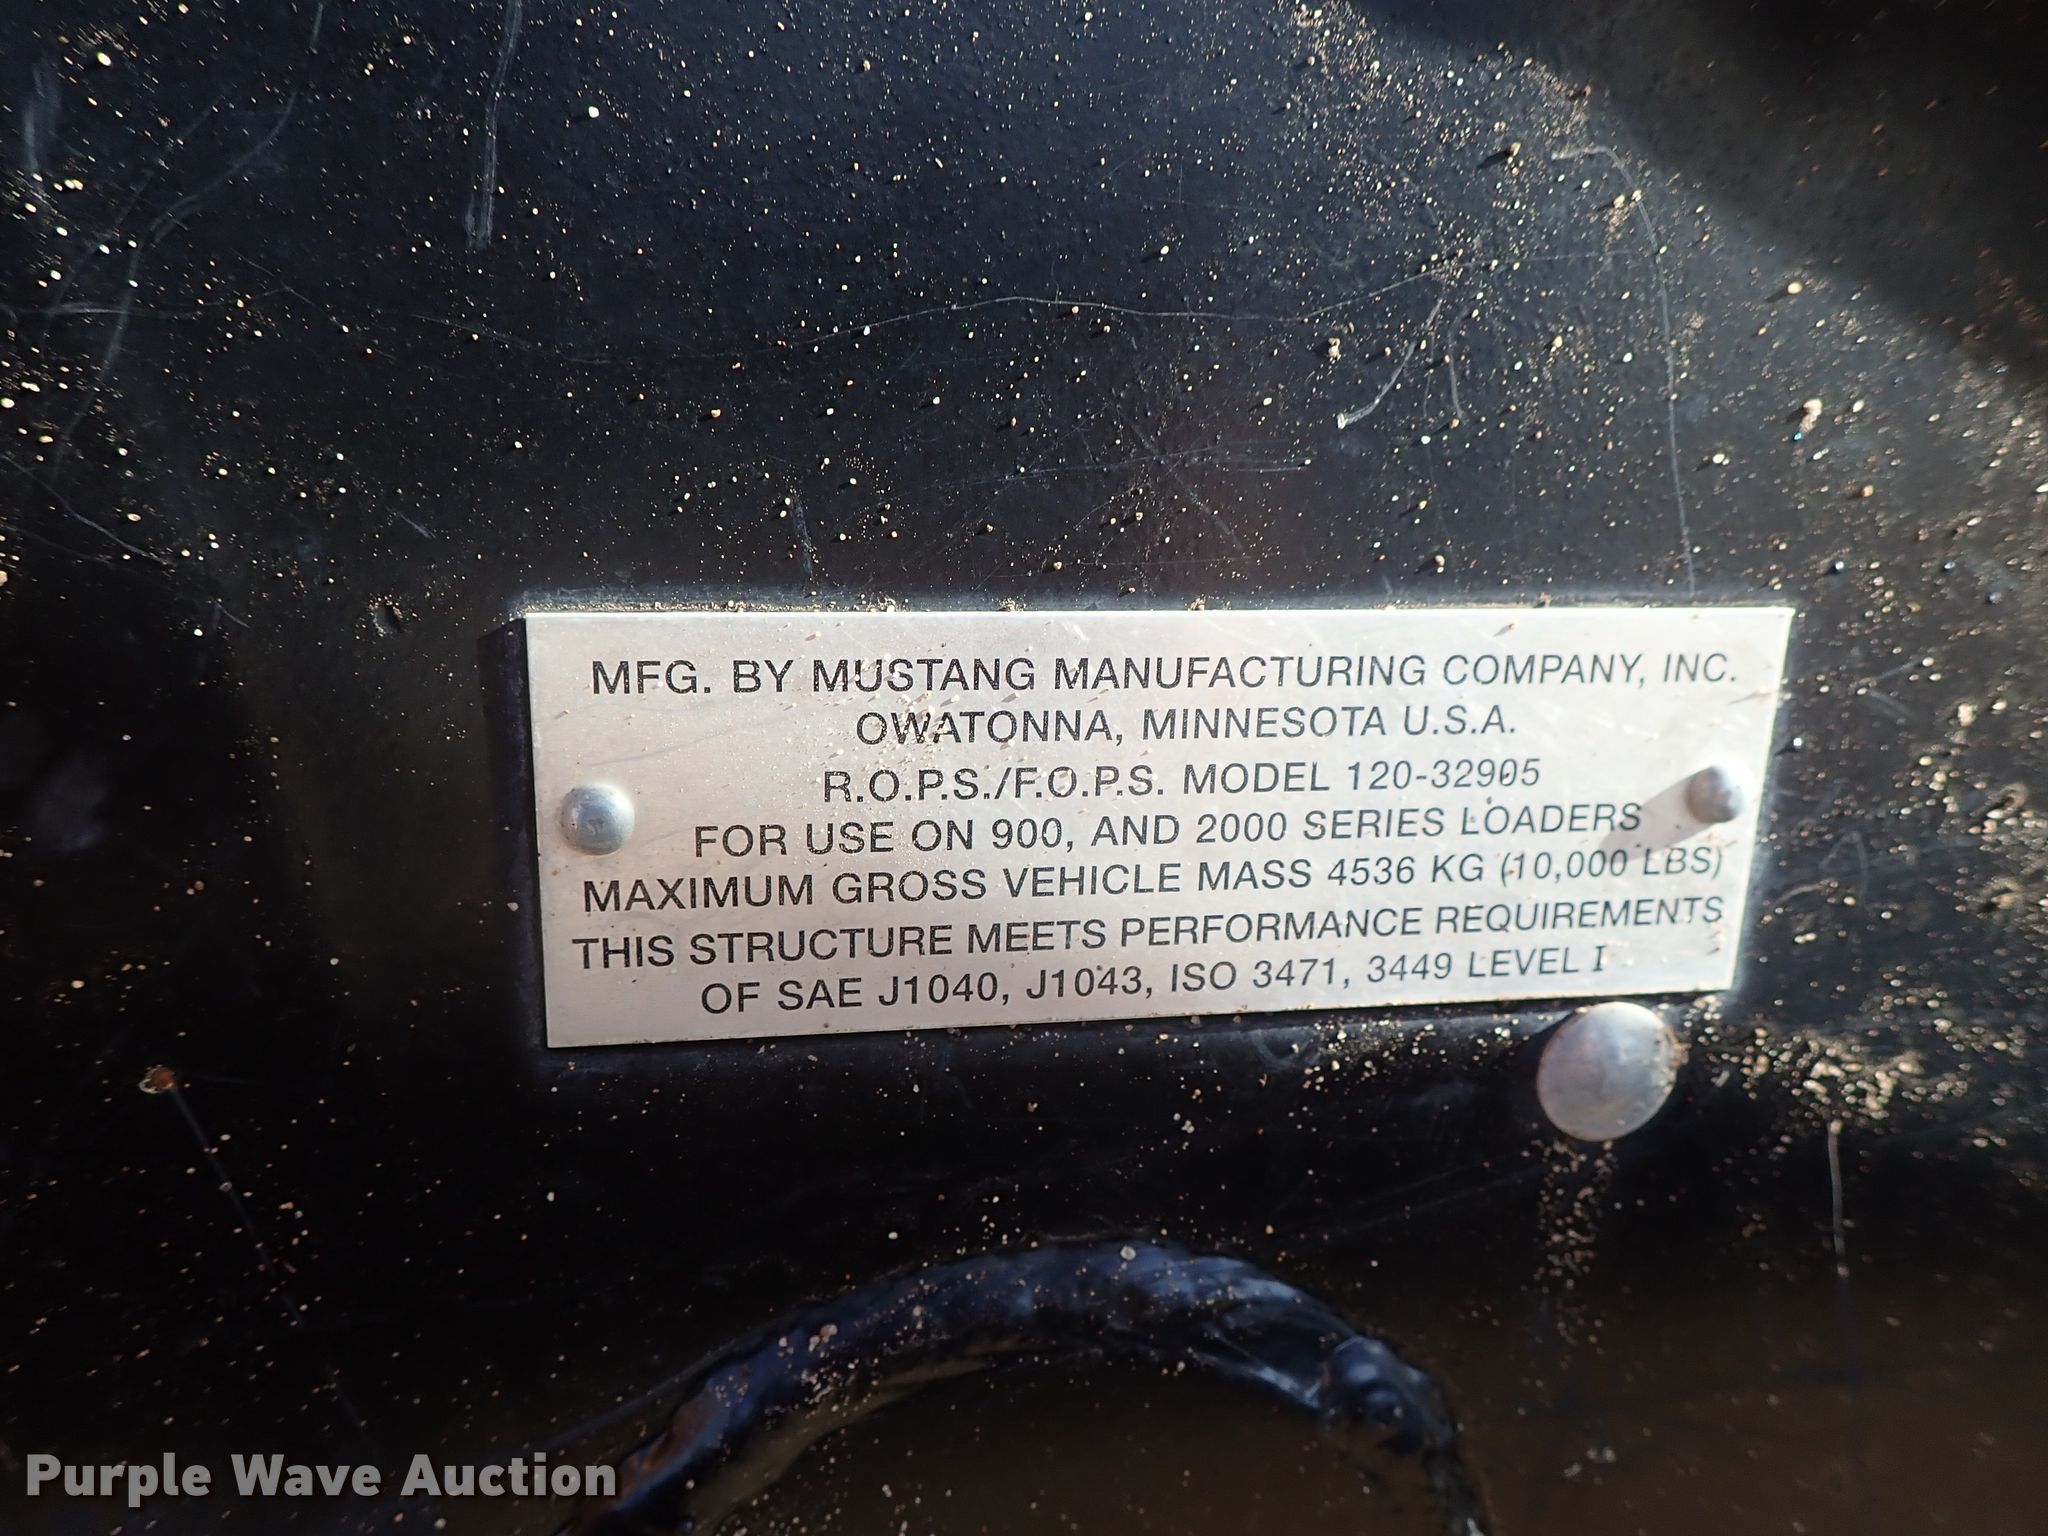 MFG. BY MUSTANG MANUFACTURING COMPANY, INC.
OWATONNA, MINNESOTA U.S.A.
R.O.P.S./F.O.P.S. MODEL 120-32905
FOR USE ON 900, AND 2000 SERIES LOADERS
MAXIMUM GROSS VEHICLE MASS 4536 KG (10,000 LBS)
THIS STRUCTURE MEETS PERFORMANCE REQUIREMENTS
OF SAE J1040, J1043, ISO 3471, 3449 LEVEL I
Purple Wave Auction